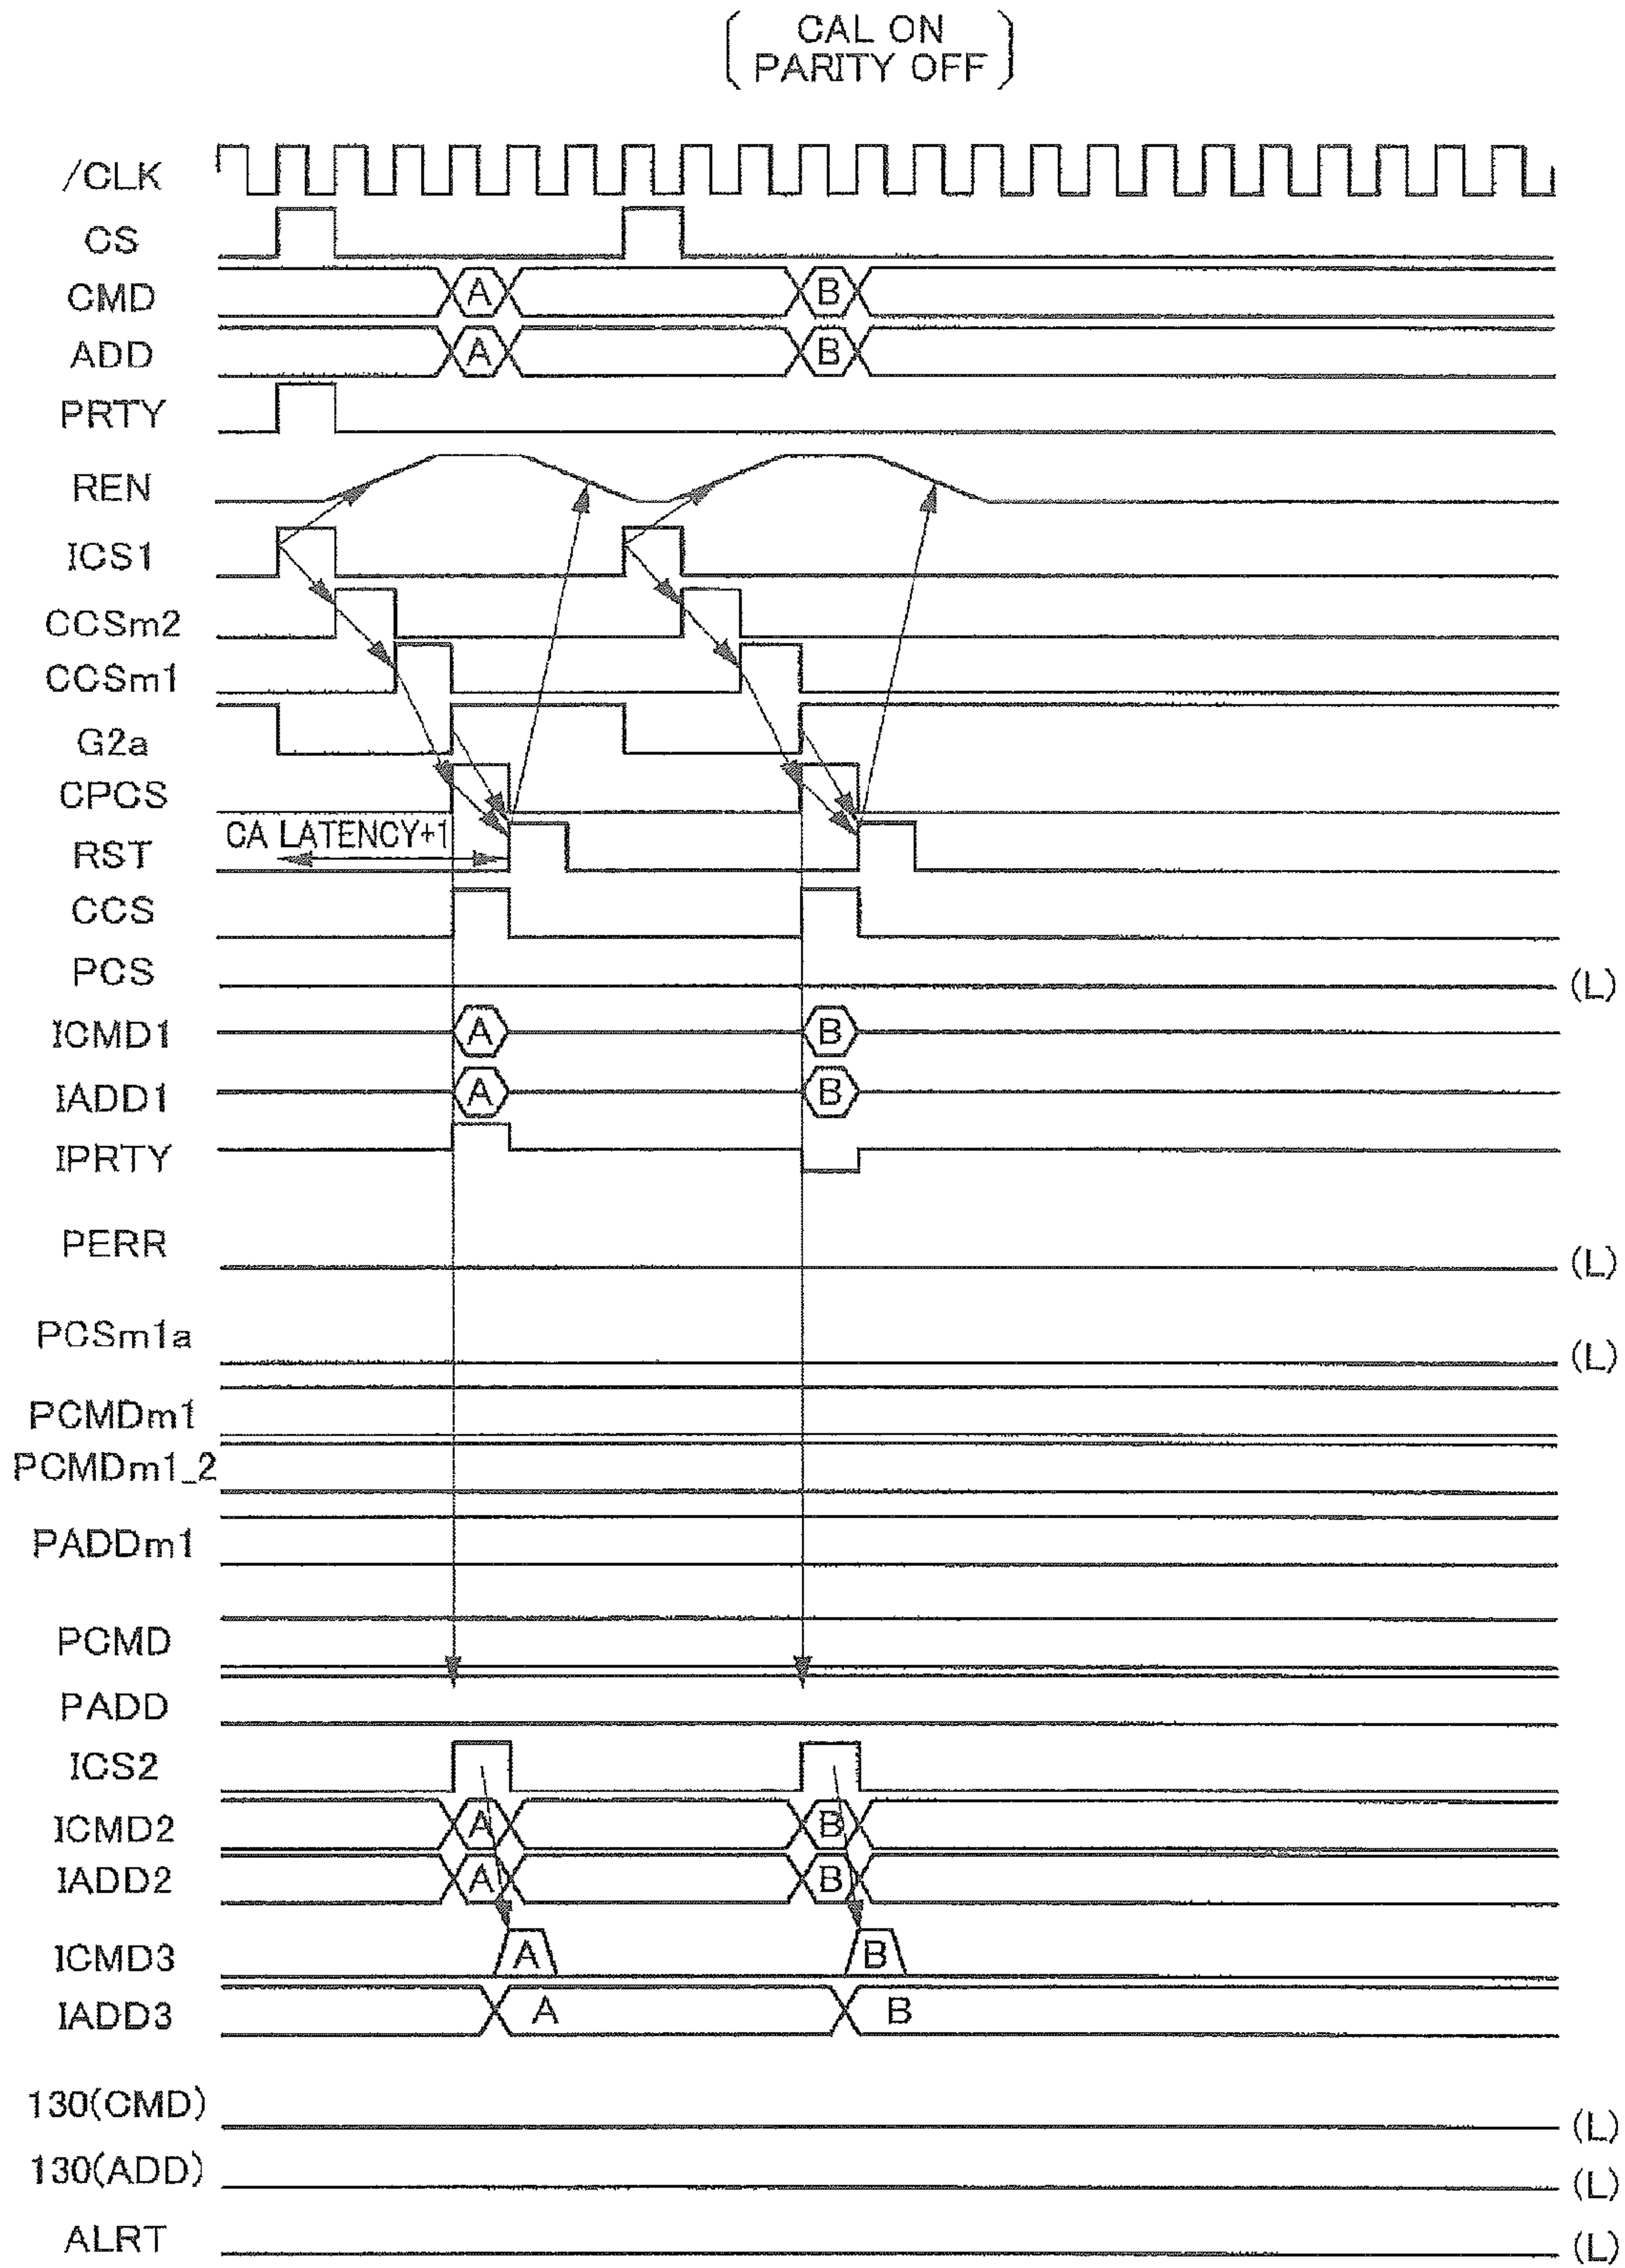 CAL ON
PARITY OFF
/CLK
CS
CMD A B
ADD A B
PRTY
REN
ICS1
CCSm2
CCSm1
G2a
CPCS
CA LATENCY+1
RST
CCS
PCS (L)
ICMD1 A B
IADD1 A B
IPRTY
PERR (L)
PCSm1a (L)
PCMDm1
PCMDm1_2
PADDm1
PCMD
PADD
ICS2
ICMD2 A B
IADD2 A B
ICMD3 A B
IADD3 A B
130(CMD) (L)
130(ADD) (L)
ALRT (L)